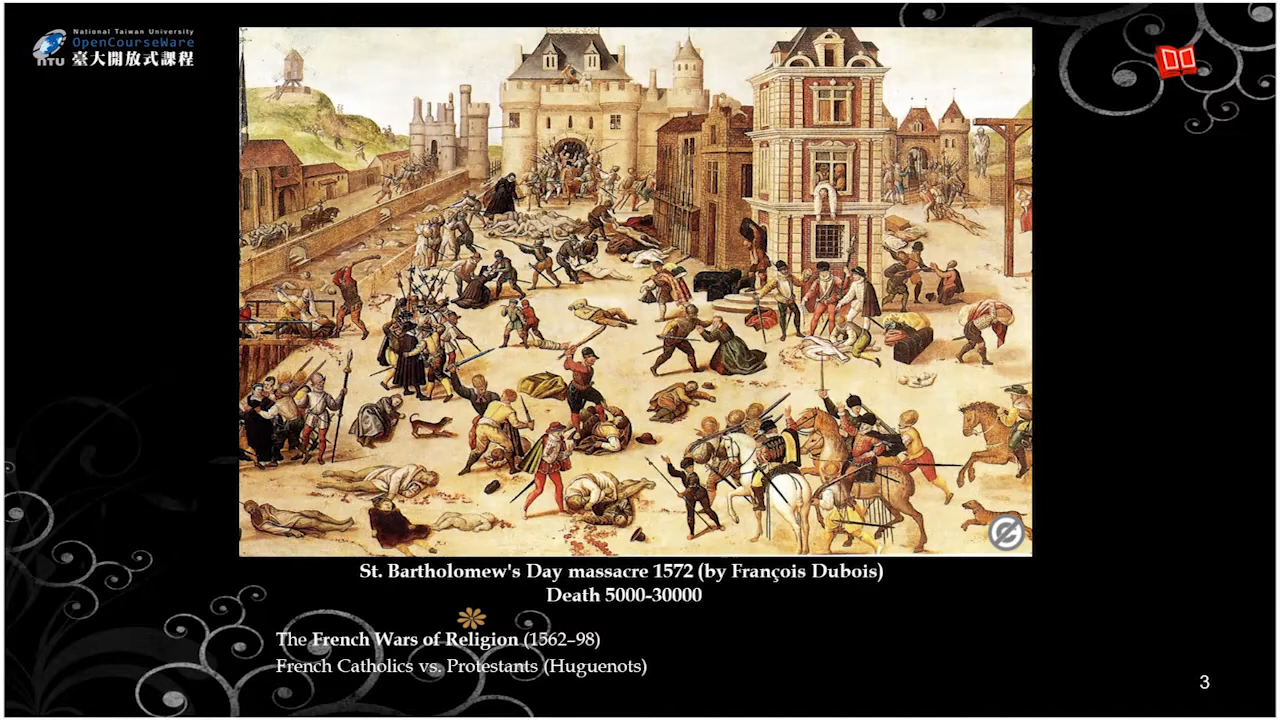 National Taiwan University
OpenCourseWare
NTU 臺大開放式課程
St. Bartholomew's Day massacre 1572 (by François Dubois)
Death 5000-30000
The French Wars of Religion (1562–98)
French Catholics vs. Protestants (Huguenots)
3